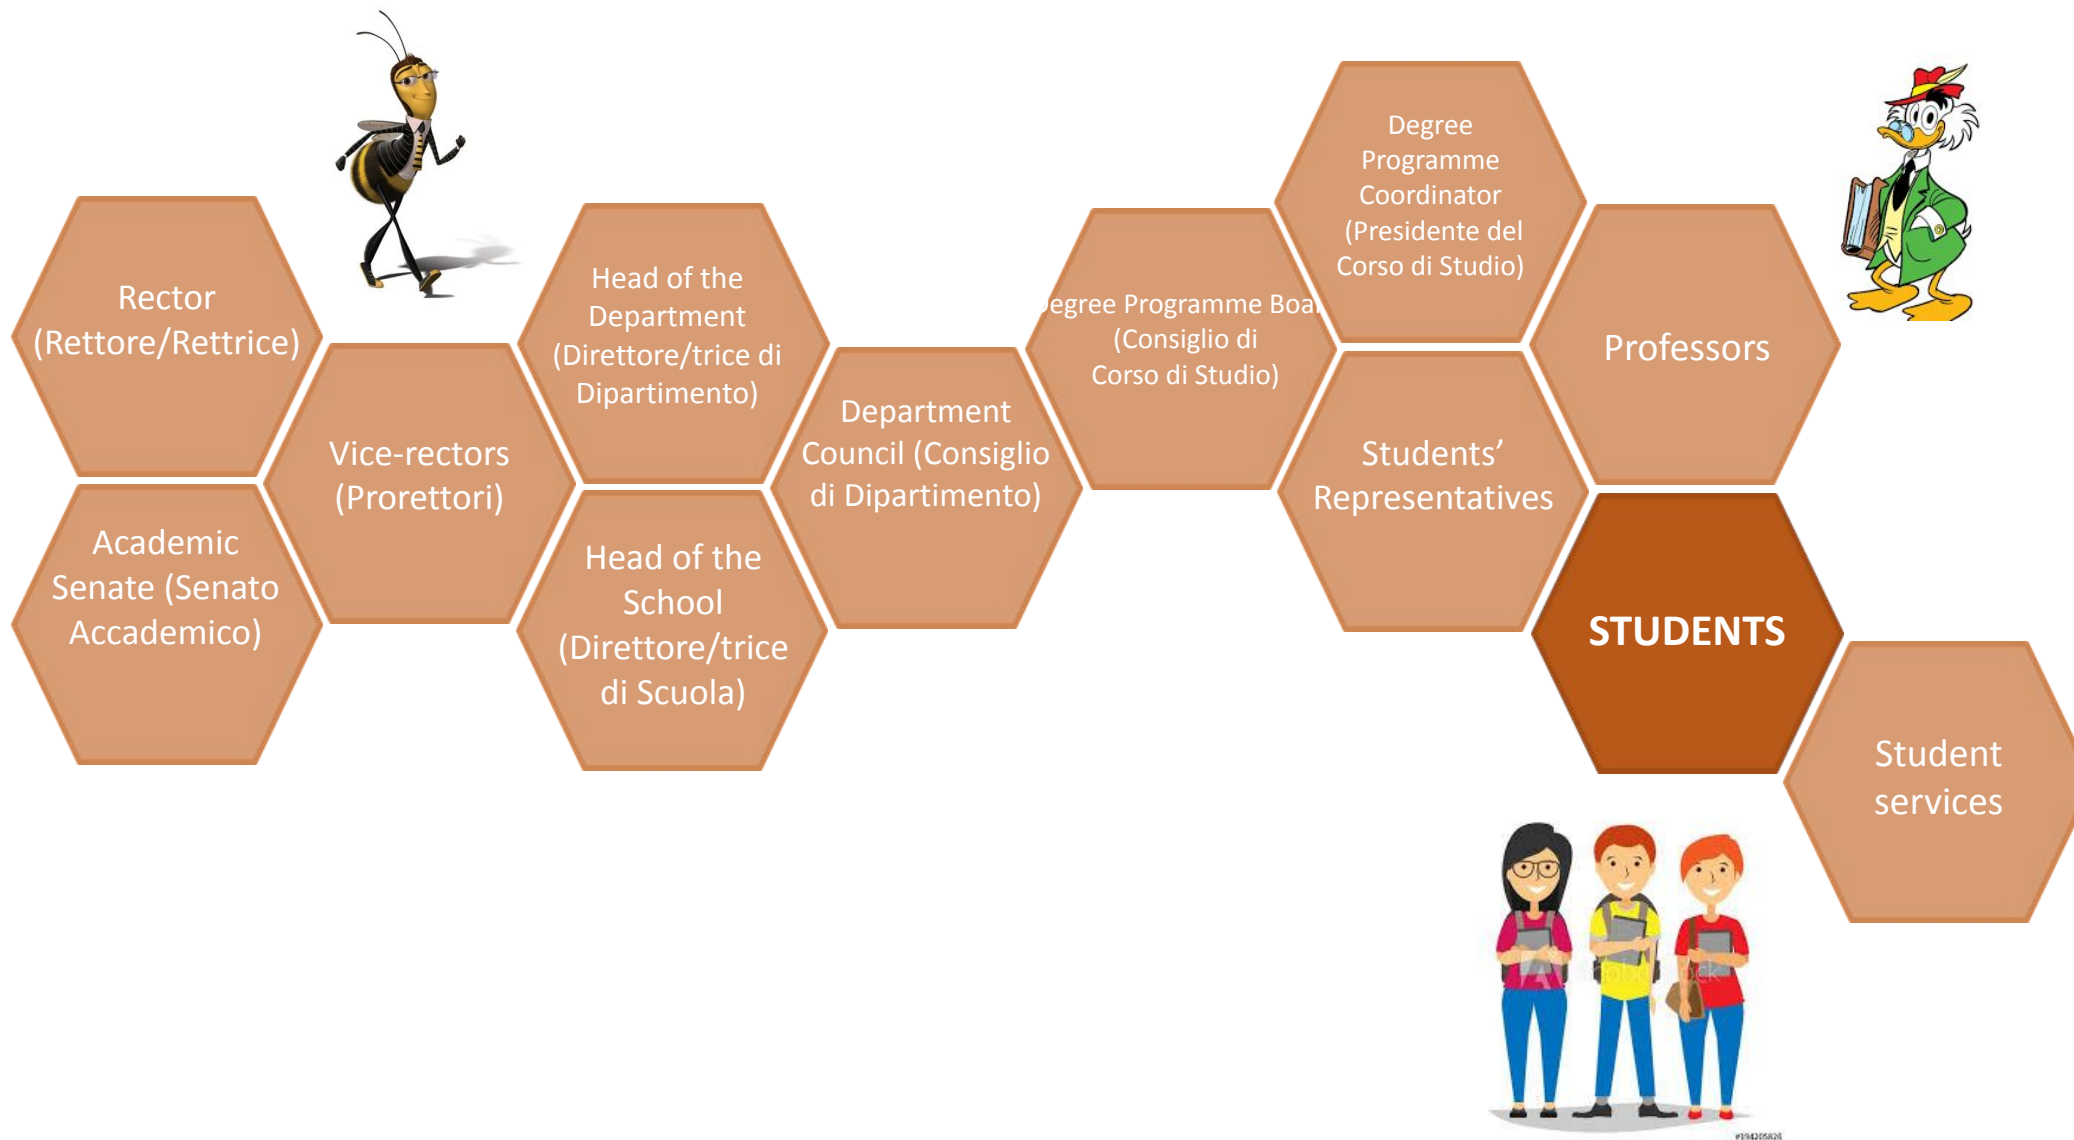 Rector
(Rettore/Rettrice)
Academic
Senate (Senato
Accademico)
Vice-rectors
(Prorettori)
Head of the
Department
(Direttore/trice di
Dipartimento)
Head of the
School
(Direttore/trice
di Scuola)
Department
Council (Consiglio
di Dipartimento)
egree Programme Boar
(Consiglio di
Corso di Studio)
Degree
Programme
Coordinator
(Presidente del
Corso di Studio)
Students’
Representatives
Professors
STUDENTS
Student
services
#194205826